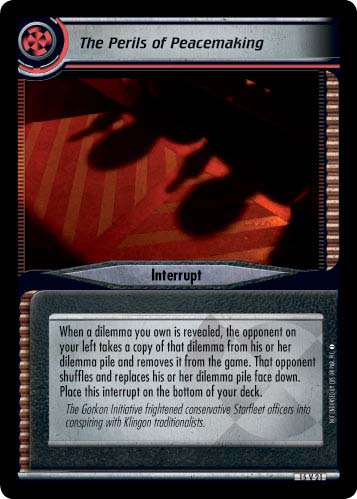 The Perils of Peacemaking
Interrupt
When a dilemma you own is revealed, the opponent on
your left takes a copy of that dilemma from his or her
dilemma pile and removes it from the game. That opponent
shuffles and replaces his or her dilemma pile face down.
Place this interrupt on the bottom of your deck.
The Gorkon Initiative frightened conservative Starfleet officers into
conspiring with Klingon traditionalists.
15 V 21